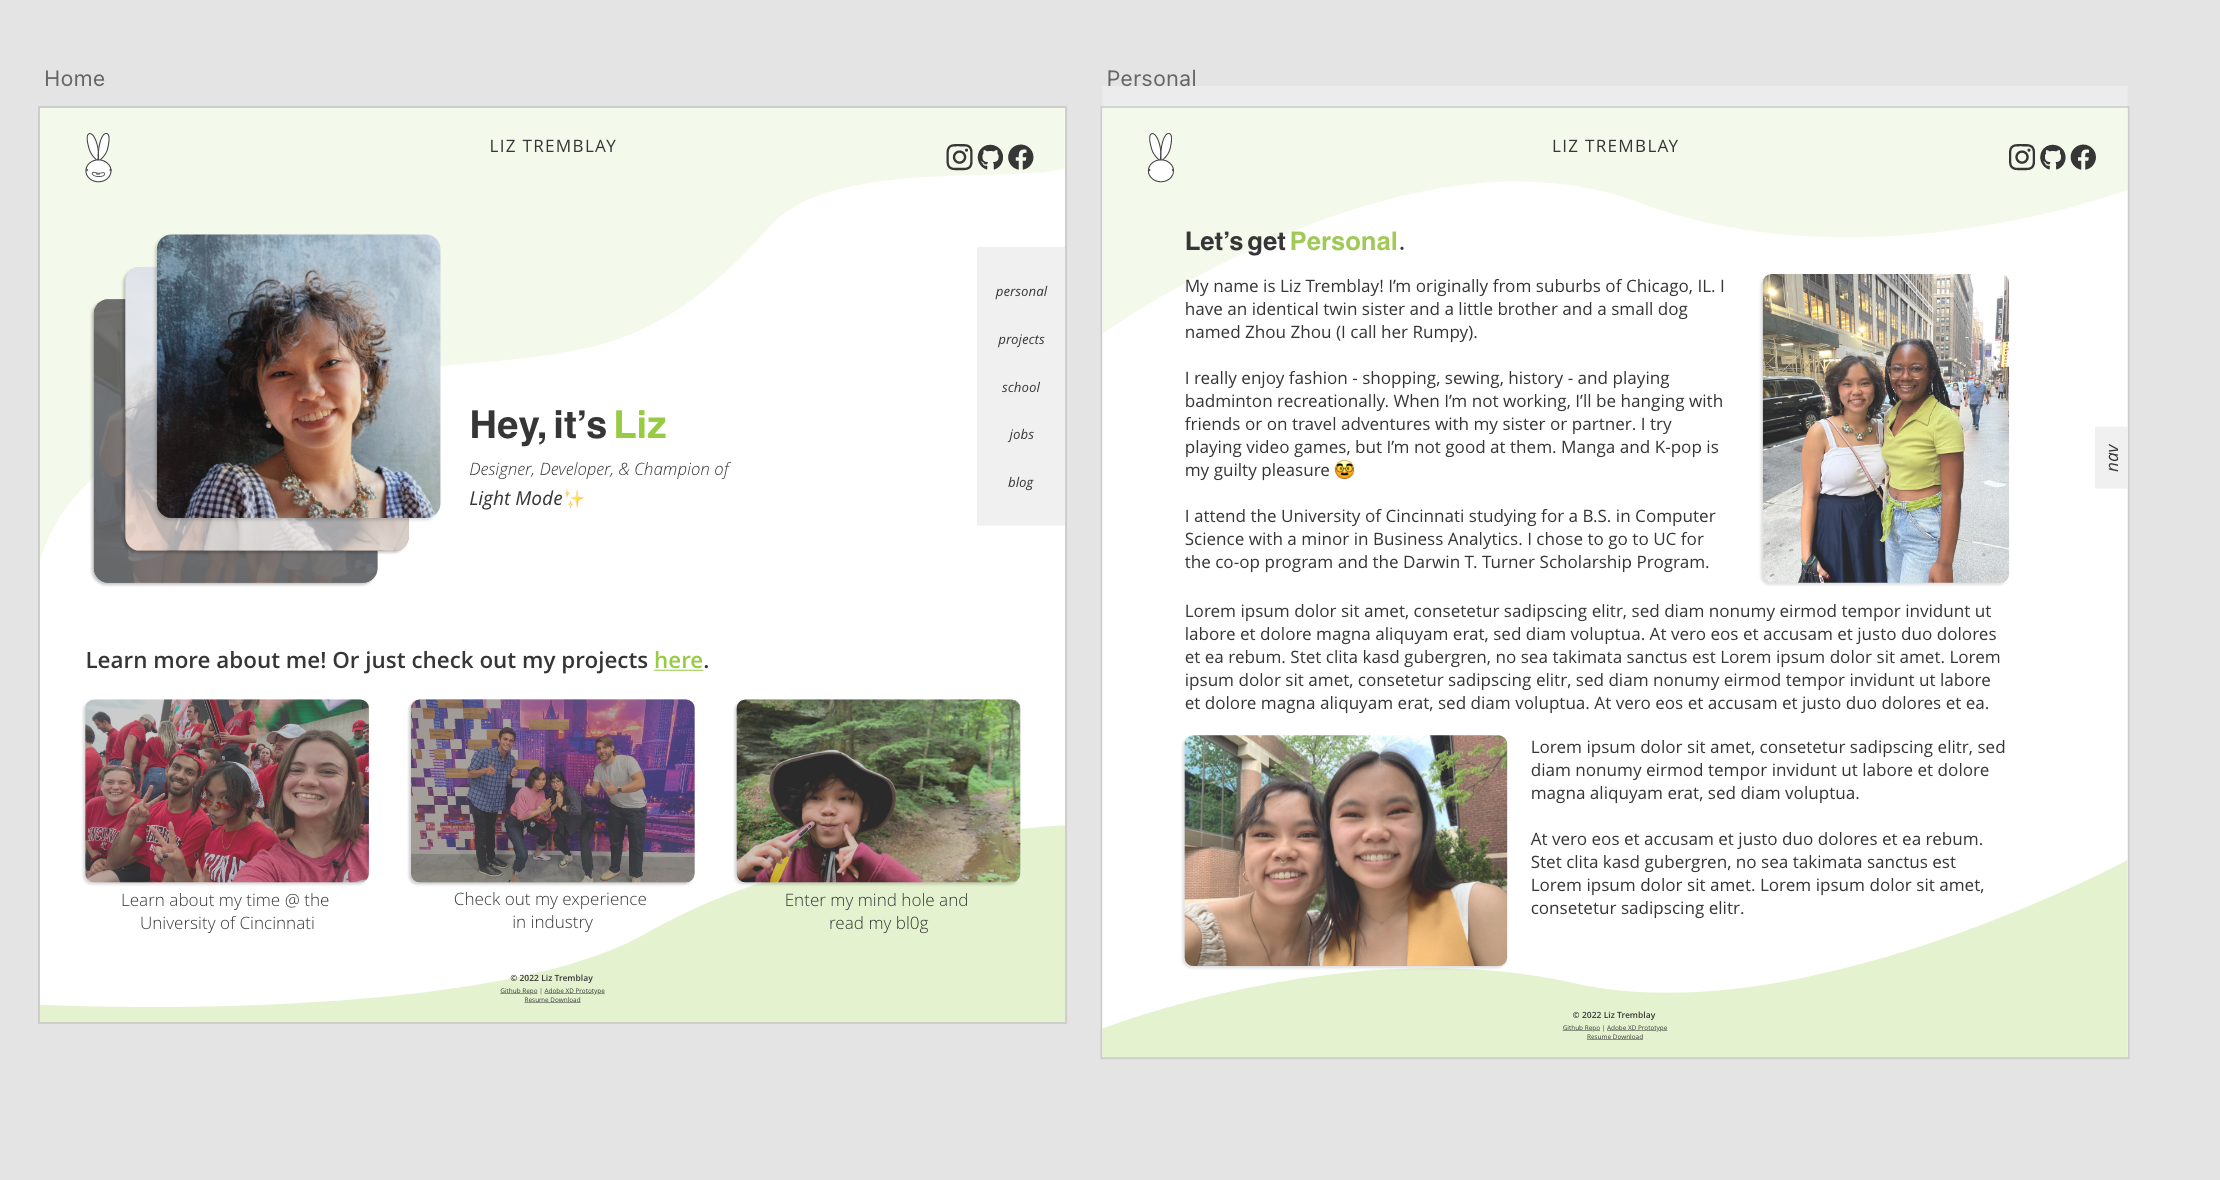 Home
LIZ TREMBLAY
personal
projects
school
jobs
blog
Hey, it’s Liz
Designer, Developer, & Champion of
Light Mode✨
Learn more about me! Or just check out my projects here.
Learn about my time @ the
University of Cincinnati
Check out my experience
in industry
Enter my mind hole and
read my bl0g
© 2022 Liz Tremblay
Github Repo | Adobe XD Prototype
Resume Download
Personal
LIZ TREMBLAY
nav
Let’s get Personal.
My name is Liz Tremblay! I’m originally from suburbs of Chicago, IL. I
have an identical twin sister and a little brother and a small dog
named Zhou Zhou (I call her Rumpy).
I really enjoy fashion - shopping, sewing, history - and playing
badminton recreationally. When I’m not working, I’ll be hanging with
friends or on travel adventures with my sister or partner. I try
playing video games, but I’m not good at them. Manga and K-pop is
my guilty pleasure 🥸
I attend the University of Cincinnati studying for a B.S. in Computer
Science with a minor in Business Analytics. I chose to go to UC for
the co-op program and the Darwin T. Turner Scholarship Program.
Lorem ipsum dolor sit amet, consetetur sadipscing elitr, sed diam nonumy eirmod tempor invidunt ut
labore et dolore magna aliquyam erat, sed diam voluptua. At vero eos et accusam et justo duo dolores
et ea rebum. Stet clita kasd gubergren, no sea takimata sanctus est Lorem ipsum dolor sit amet. Lorem
ipsum dolor sit amet, consetetur sadipscing elitr, sed diam nonumy eirmod tempor invidunt ut labore
et dolore magna aliquyam erat, sed diam voluptua. At vero eos et accusam et justo duo dolores et ea.
Lorem ipsum dolor sit amet, consetetur sadipscing elitr, sed
diam nonumy eirmod tempor invidunt ut labore et dolore
magna aliquyam erat, sed diam voluptua.
At vero eos et accusam et justo duo dolores et ea rebum.
Stet clita kasd gubergren, no sea takimata sanctus est
Lorem ipsum dolor sit amet. Lorem ipsum dolor sit amet,
consetetur sadipscing elitr.
© 2022 Liz Tremblay
Github Repo | Adobe XD Prototype
Resume Download